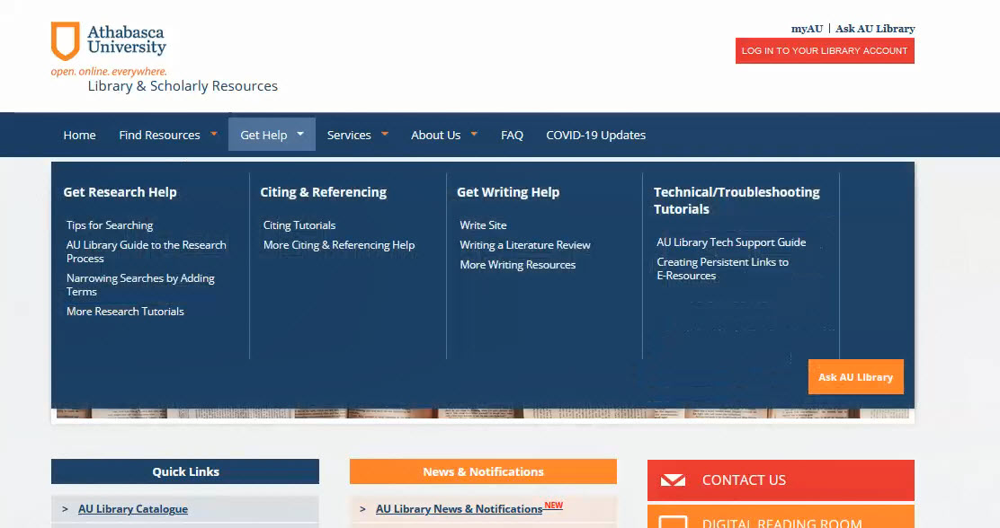 Athabasca
University
open. online. everywhere.
Library & Scholarly Resources
myAU | Ask AU Library
LOG IN TO YOUR LIBRARY ACCOUNT
Home Find Resources Get Help Services About Us FAQ COVID-19 Updates
Get Research Help
Tips for Searching
AU Library Guide to the Research
Process
Narrowing Searches by Adding
Terms
More Research Tutorials
Citing & Referencing
Citing Tutorials
More Citing & Referencing Help
Get Writing Help
Write Site
Writing a Literature Review
More Writing Resources
Technical/Troubleshooting
Tutorials
AU Library Tech Support Guide
Creating Persistent Links to
E-Resources
Ask AU Library
Quick Links
> AU Library Catalogue
News & Notifications
> AU Library News & Notifications NEW
CONTACT US
DIGITAL READING ROOM